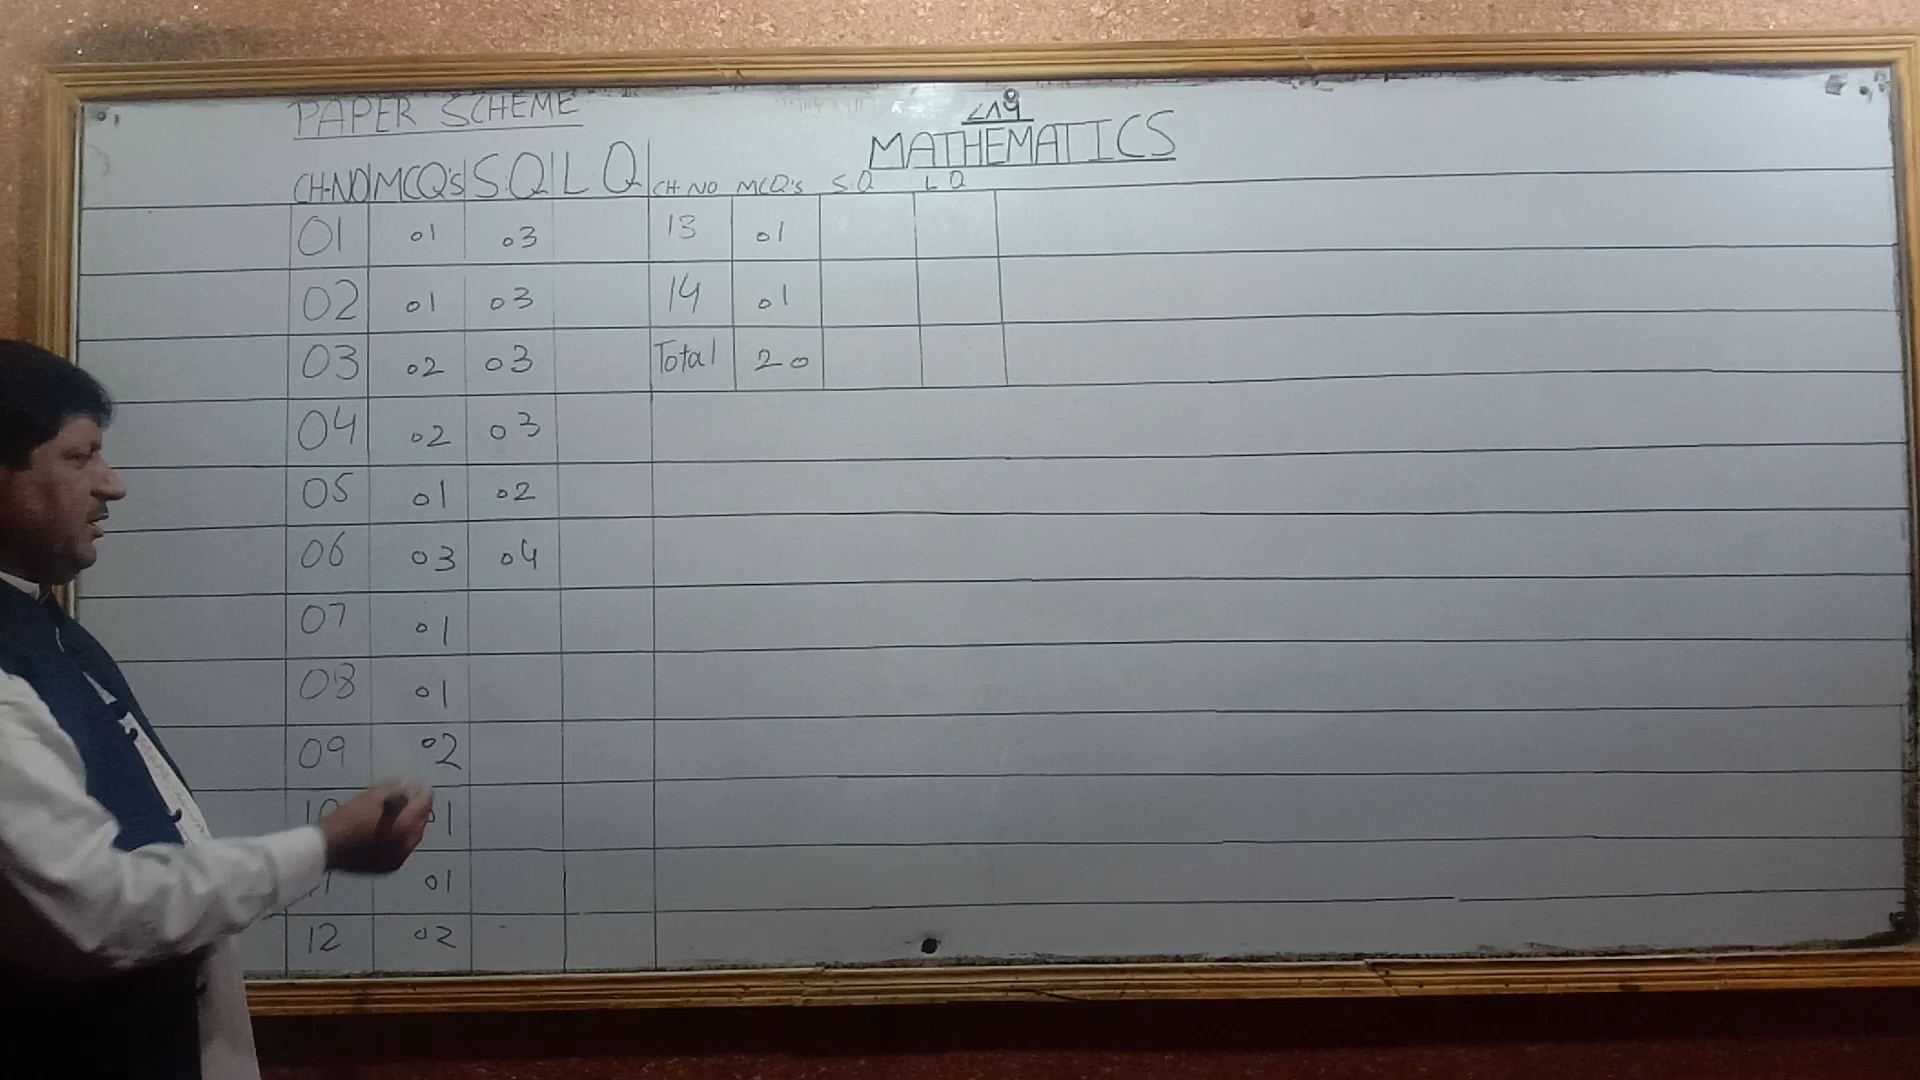 PAPER SCHEME
MATHEMATICS
CH-NO MCQ's S.Q L Q CH-NO MCQ's S.Q L Q
01 01 03 13 01
02 01 03 14 01
03 02 03 Total 20
04 02 03
05 01 02
06 03 04
07 01
08 01
09 02
01
01
12 02